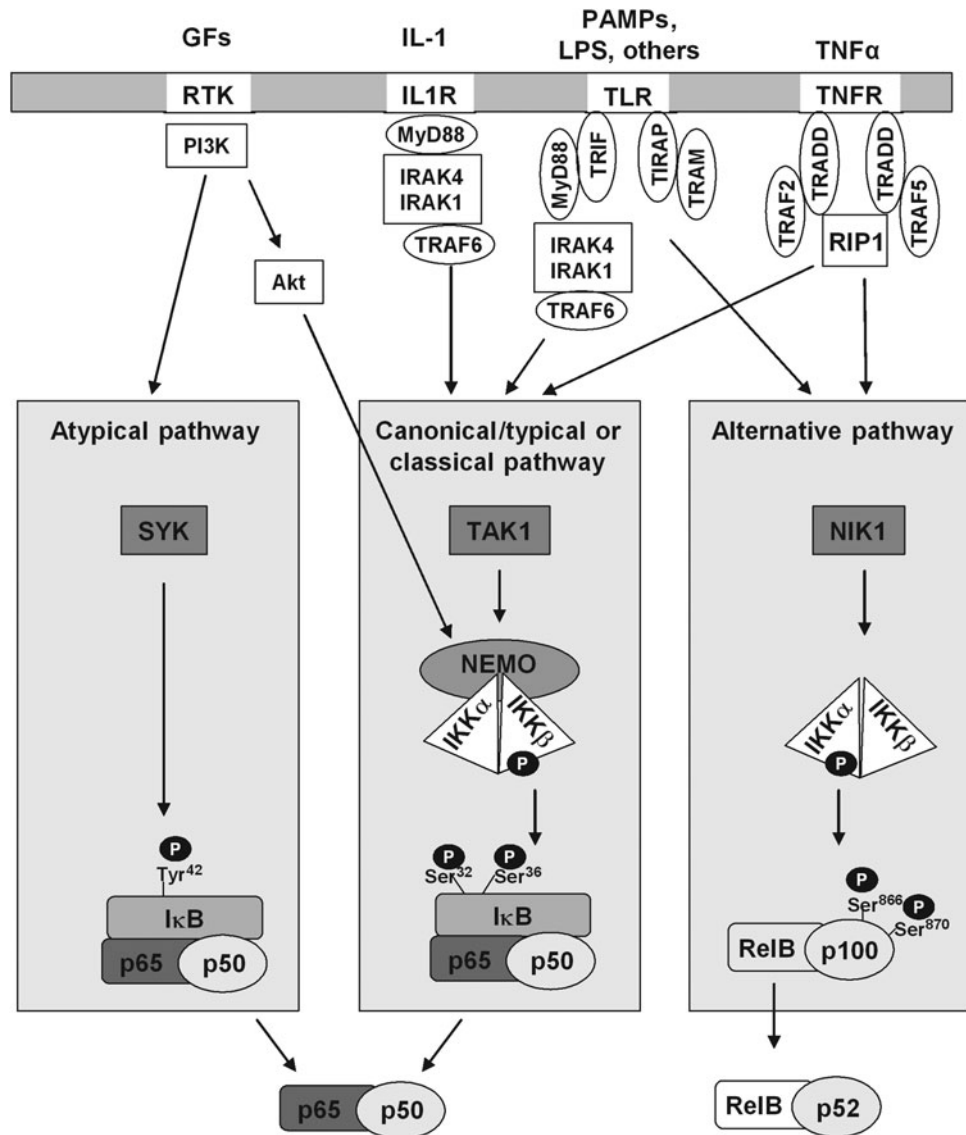 GFs
IL-1
PAMPs,
LPS, others
TNFα
RTK
IL1R
TLR
TNFR
PI3K
MyD88
IRAK4
IRAK1
TRAF6
Akt
MyD88
TRIF
TIRAP
TRAM
IRAK4
IRAK1
TRAF6
TRAF2
TRADD
TRADD
TRAF5
RIP1
Atypical pathway
SYK
P
Tyr42
IκB
p65
p50
Canonical/typical or
classical pathway
TAK1
NEMO
IKKα
IKKβ
P
P
P
Ser32
Ser36
IκB
p65
p50
Alternative pathway
NIK1
IKKα
IKKβ
P
P
Ser866
P
Ser870
RelB
p100
p65
p50
RelB
p52